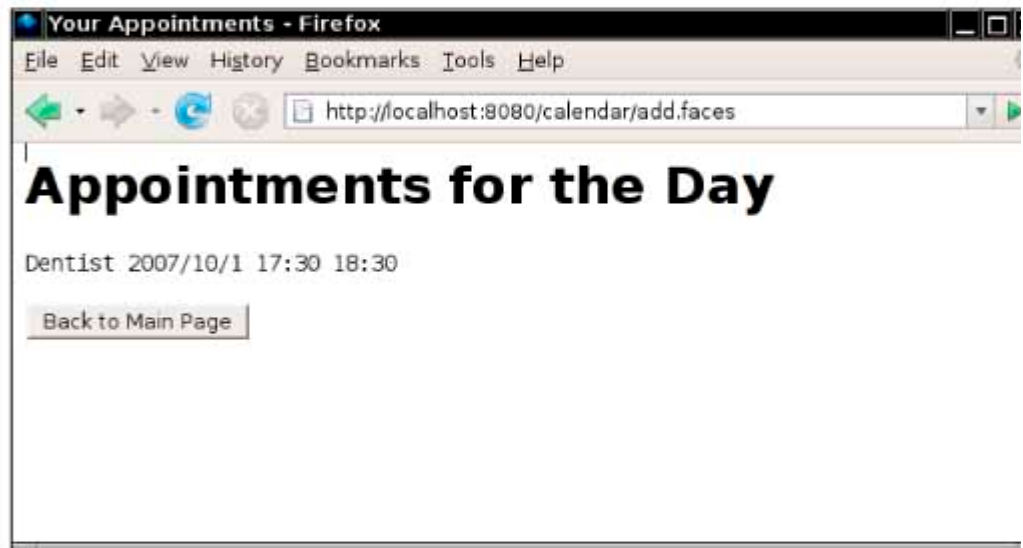 Your Appointments - Firefox
File Edit View History Bookmarks Tools Help
http://localhost:8080/calendar/add.faces
Appointments for the Day
Dentist 2007/10/1 17:30 18:30
Back to Main Page